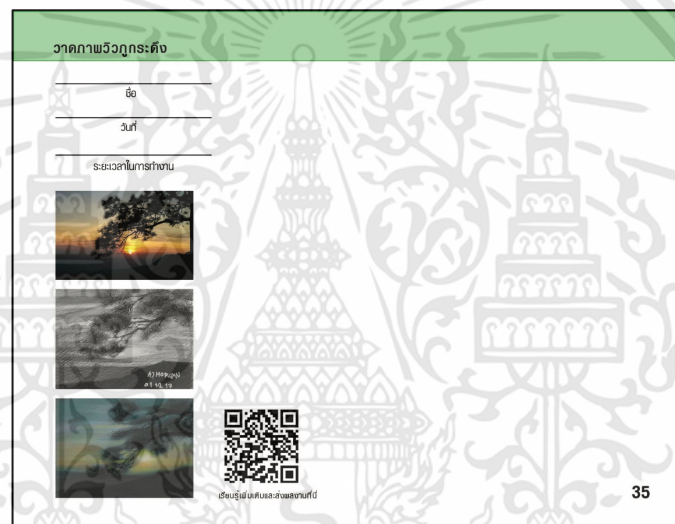 วาดภาพวิวภูกระดึง
ชื่อ
วันที่
ระยะเวลาในการทำงาน
เรียนรู้เพิ่มเติมและส่งผลงานที่นี่
35